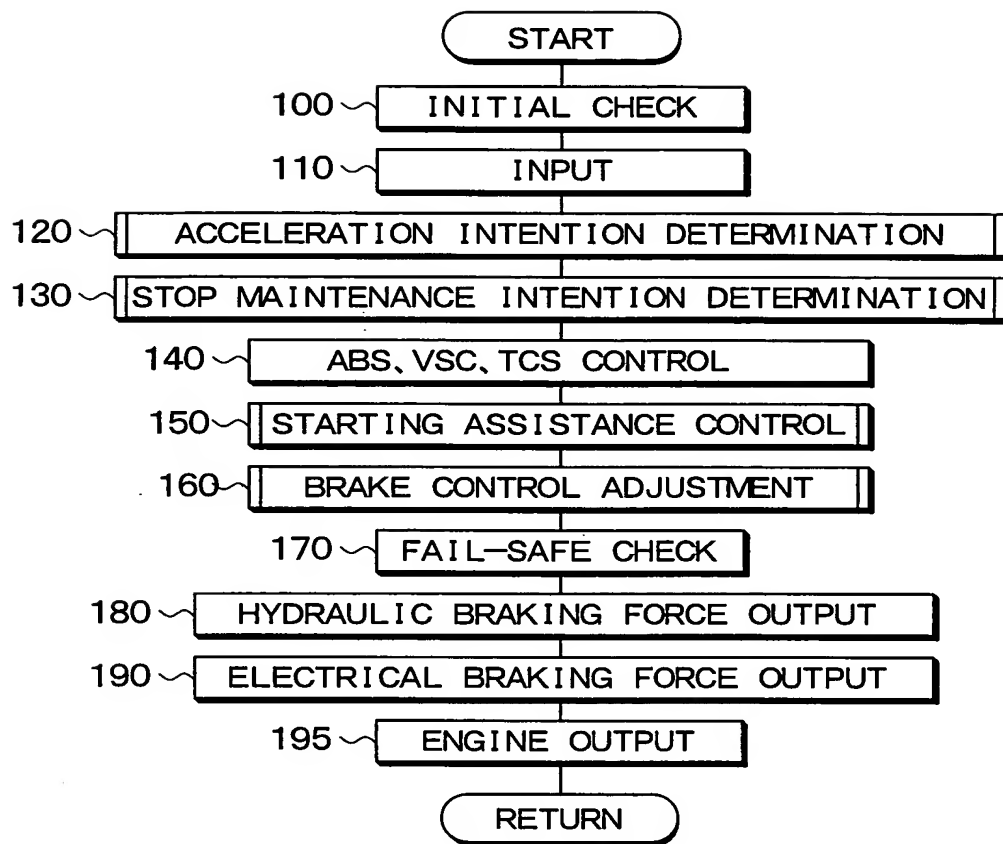 START
100 INITIAL CHECK
110 INPUT
120 ACCELERATION INTENTION DETERMINATION
130 STOP MAINTENANCE INTENTION DETERMINATION
140 ABS、VSC、TCS CONTROL
150 STARTING ASSISTANCE CONTROL
160 BRAKE CONTROL ADJUSTMENT
170 FAIL-SAFE CHECK
180 HYDRAULIC BRAKING FORCE OUTPUT
190 ELECTRICAL BRAKING FORCE OUTPUT
195 ENGINE OUTPUT
RETURN